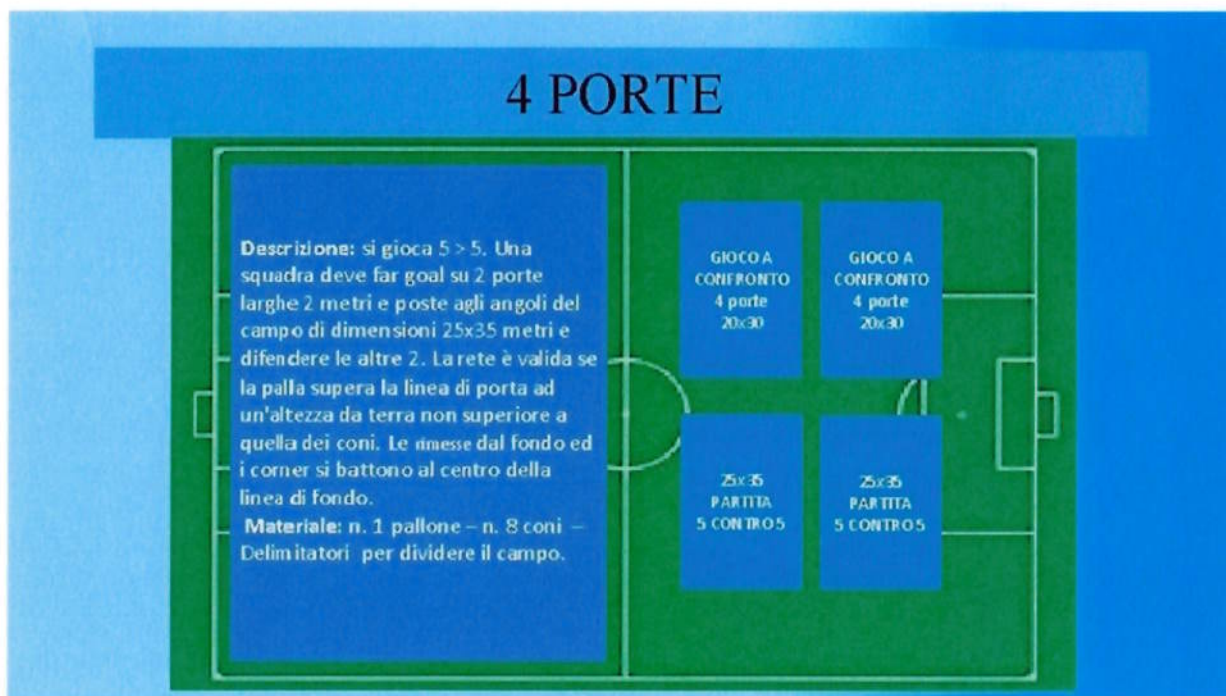 4 PORTE
Descrizione: si gioca 5 > 5. Una
squadra deve far goal su 2 porte
larghe 2 metri e poste agli angoli del
campo di dimensioni 25x35 metri e
difendere le altre 2. La rete è valida se
la palla supera la linea di porta ad
un'altezza da terra non superiore a
quella dei coni. Le rimesse dal fondo ed
i corner si battono al centro della
linea di fondo.
Materiale: n. 1 pallone – n. 8 coni –
Delimitatori per dividere il campo.
GIOCO A
CONFRONTO
4 porte
20x30
GIOCO A
CONFRONTO
4 porte
20x30
25x35
PARTITA
5 CONTRO 5
25x35
PARTITA
5 CONTRO 5